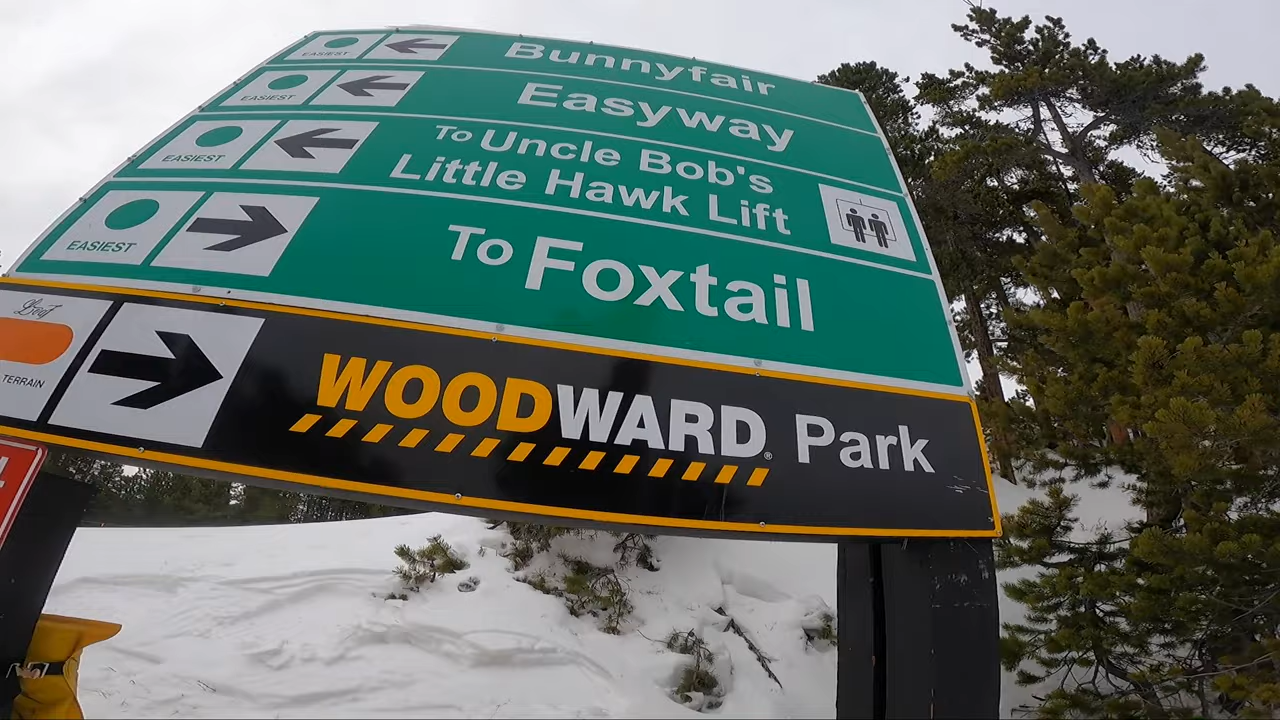 EASIEST
Bunnyfair
EASIEST
Easyway
EASIEST
To Uncle Bob's
Little Hawk Lift
EASIEST
To Foxtail
TERRAIN
WOODWARD® Park